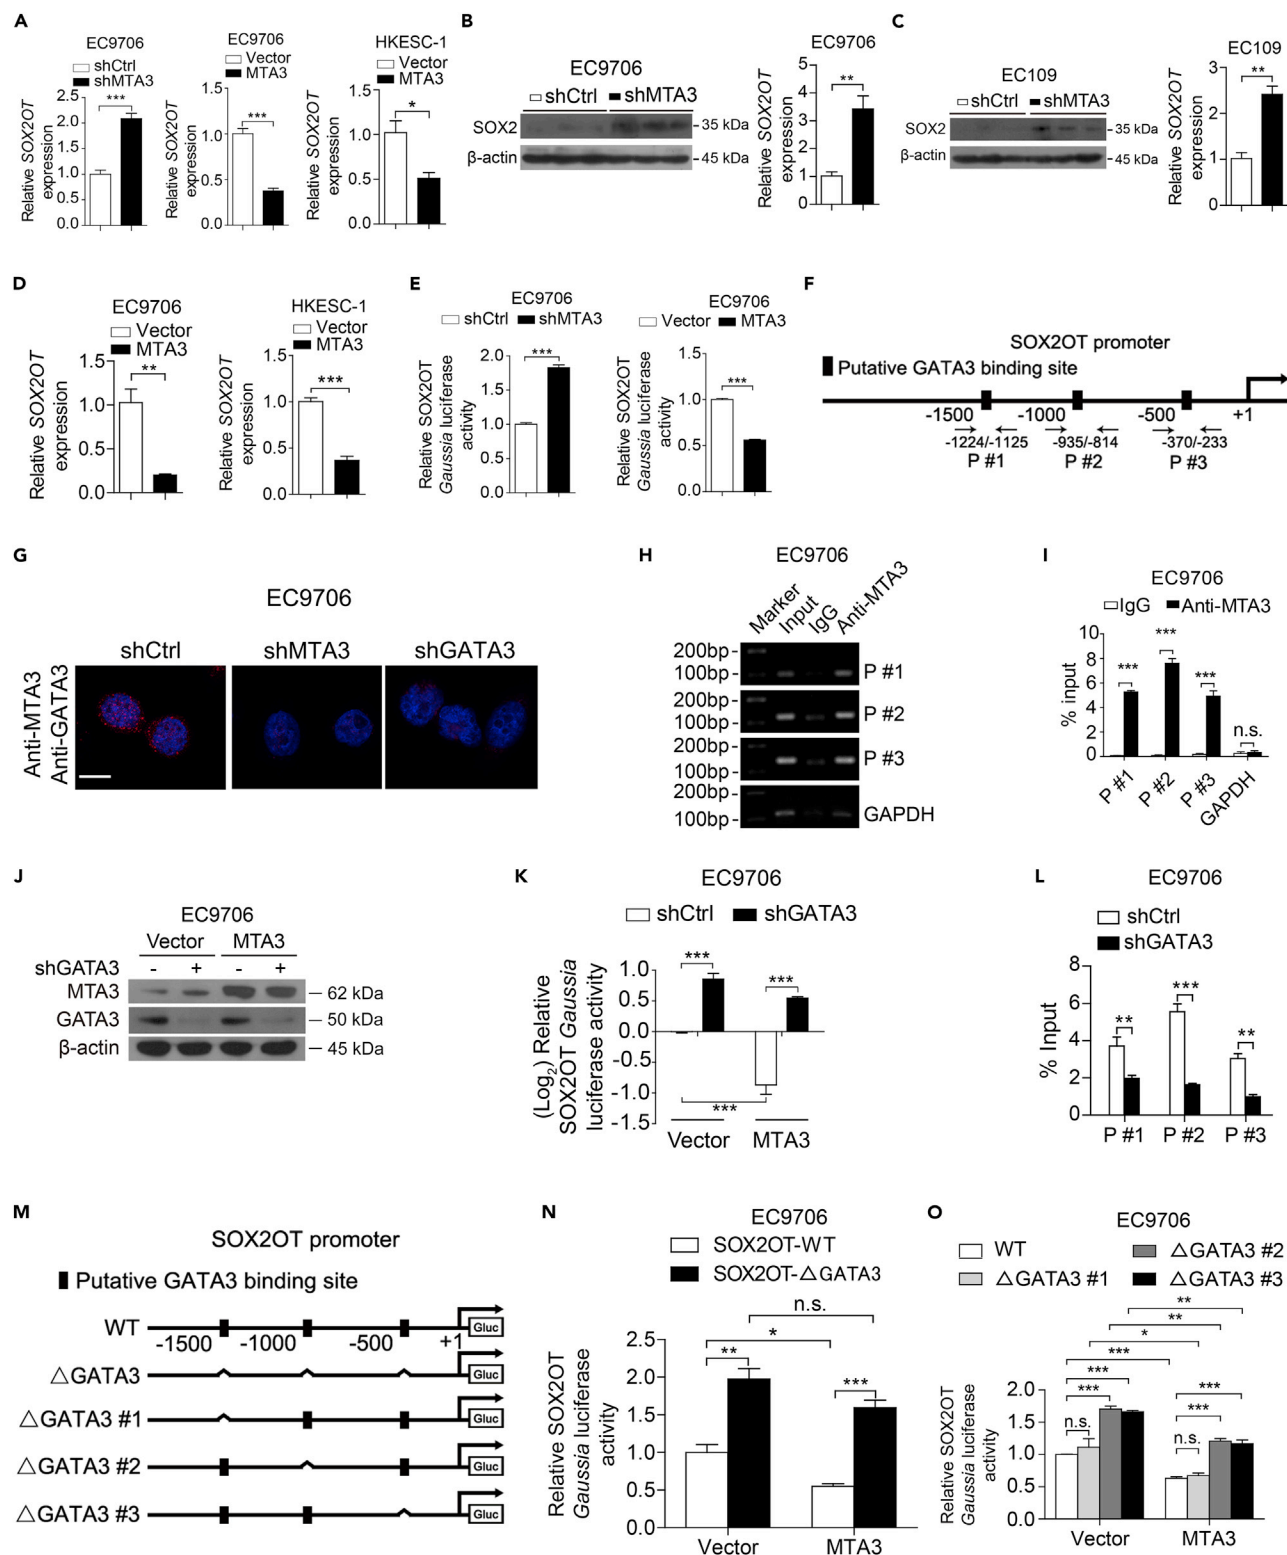 A
EC9706
shCtrl
shMTA3
***
2.5
2.0
1.5
1.0
0.5
0.0
Relative SOX2OT
expression
EC9706
Vector
MTA3
***
1.5
1.0
0.5
0.0
Relative SOX2OT
expression
HKESC-1
Vector
MTA3
*
1.5
1.0
0.5
0.0
Relative SOX2OT
expression
B
EC9706
shCtrl shMTA3
SOX2
35 kDa
β-actin
45 kDa
EC9706
**
5
4
3
2
1
0
Relative SOX2OT
expression
C
EC109
shCtrl shMTA3
SOX2
35 kDa
β-actin
45 kDa
EC109
**
3
2
1
0
Relative SOX2OT
expression
D
EC9706
Vector
MTA3
**
1.5
1.0
0.5
0.0
Relative SOX2OT
expression
HKESC-1
Vector
MTA3
***
1.5
1.0
0.5
0.0
Relative SOX2OT
expression
E
EC9706
shCtrl shMTA3
***
2.0
1.5
1.0
0.5
0.0
Relative SOX2OT
Gaussia luciferase
activity
EC9706
Vector MTA3
***
1.5
1.0
0.5
0.0
Relative SOX2OT
Gaussia luciferase
activity
F
SOX2OT promoter
Putative GATA3 binding site
-1500 -1000 -500 +1
-1224/-1125 -935/-814 -370/-233
P #1 P #2 P #3
G
EC9706
shCtrl shMTA3 shGATA3
Anti-MTA3
Anti-GATA3
H
EC9706
Marker
Input
IgG
Anti-MTA3
200bp
100bp
P #1
200bp
100bp
P #2
200bp
100bp
P #3
200bp
100bp
GAPDH
I
EC9706
IgG Anti-MTA3
10
8
6
4
2
0
% input
***
***
***
n.s.
P #1
P #2
P #3
GAPDH
J
EC9706
Vector MTA3
shGATA3 - + - +
MTA3
62 kDa
GATA3
50 kDa
β-actin
45 kDa
K
EC9706
shCtrl shGATA3
1.0
0.5
0.0
-0.5
-1.0
-1.5
(Log2) Relative
SOX2OT Gaussia
luciferase activity
***
***
***
Vector MTA3
L
EC9706
shCtrl
shGATA3
8
6
4
2
0
% Input
**
***
**
P #1 P #2 P #3
M
SOX2OT promoter
Putative GATA3 binding site
WT
Gluc
-1500 -1000 -500 +1
△GATA3
Gluc
△GATA3 #1
Gluc
△GATA3 #2
Gluc
△GATA3 #3
Gluc
N
EC9706
SOX2OT-WT
SOX2OT-△GATA3
n.s.
*
**
***
2.5
2.0
1.5
1.0
0.5
0.0
Relative SOX2OT
Gaussia luciferase
activity
Vector MTA3
O
EC9706
WT △GATA3 #2
△GATA3 #1 △GATA3 #3
**
**
*
***
***
***
n.s.
***
***
n.s.
2.0
1.5
1.0
0.5
0.0
Relative SOX2OT
Gaussia luciferase
activity
Vector MTA3